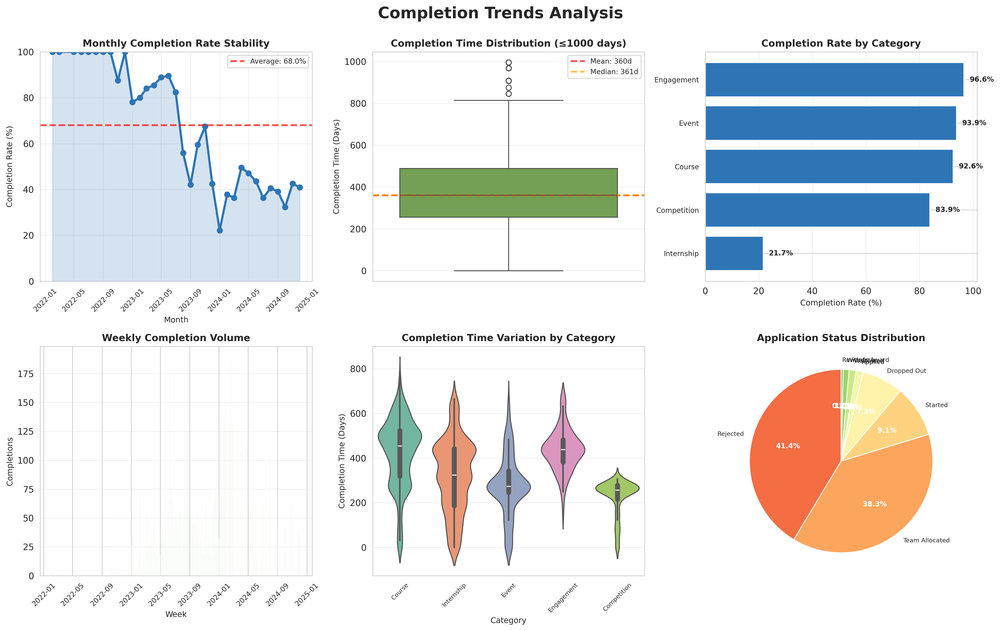 Completion Trends Analysis
Monthly Completion Rate Stability
Completion Rate (%)
100
80
60
40
20
0
Average: 68.0%
2022-01
2022-05
2022-09
2023-01
2023-05
2023-09
2024-01
2024-05
2024-09
2025-01
Month
Completion Time Distribution (≤1000 days)
Completion Time (Days)
1000
800
600
400
200
0
Mean: 360d
Median: 361d
Completion Rate by Category
Engagement
96.6%
Event
93.9%
Course
92.6%
Competition
83.9%
Internship
21.7%
0
20
40
60
80
100
Completion Rate (%)
Weekly Completion Volume
Completions
175
150
125
100
75
50
25
0
2022-01
2022-05
2022-09
2023-01
2023-05
2023-09
2024-01
2024-05
2024-09
2025-01
Week
Completion Time Variation by Category
Completion Time (Days)
800
600
400
200
0
Course
Internship
Event
Engagement
Competition
Category
Application Status Distribution
Applied
Dropped Out
7.3%
Started
9.1%
Rejected
41.4%
38.3%
Team Allocated